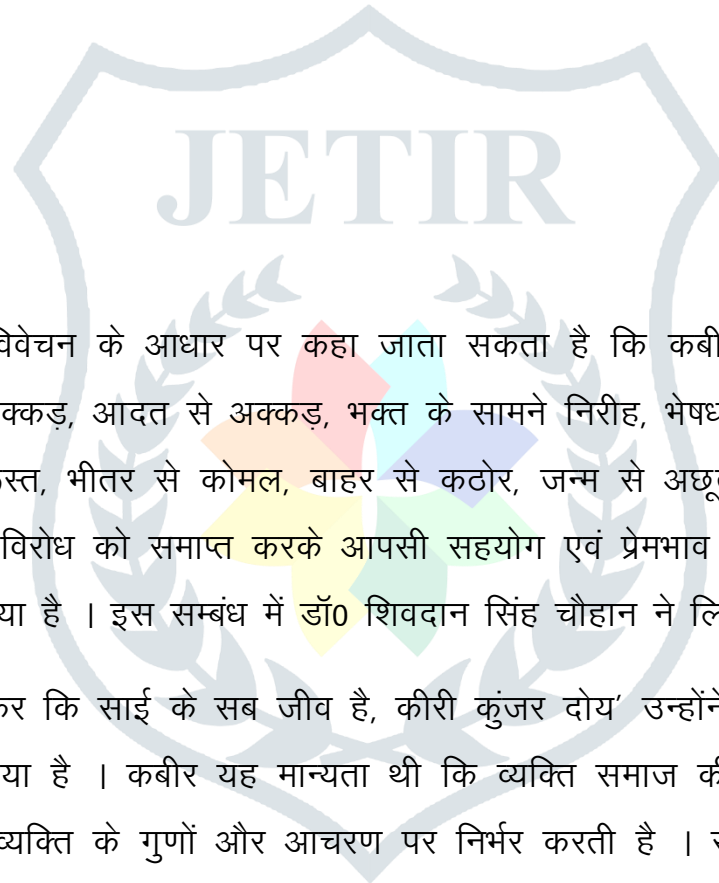 JETIR
विवेचन के आधार पर कहा जाता सकता है कि कबी
क्कड़, आदत से अक्कड़, भक्त के सामने निरीह, भेषध
स्त, भीतर से कोमल, बाहर से कठोर, जन्म से अछू
विरोध को समाप्त करके आपसी सहयोग एवं प्रेमभाव
या है । इस सम्बंध में डॉ0 शिवदान सिंह चौहान ने लि
कर कि साई के सब जीव है, कीरी कुंजर दोय’ उन्होंने
या है । कबीर यह मान्यता थी कि व्यक्ति समाज की
व्यक्ति के गुणों और आचरण पर निर्भर करती है ।